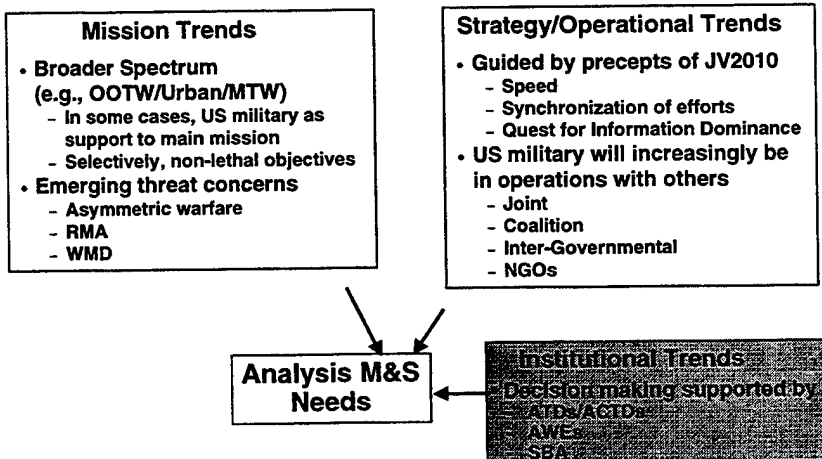 Mission Trends
• Broader Spectrum
(e.g., OOTW/Urban/MTW)
– In some cases, US military as
support to main mission
– Selectively, non-lethal objectives
• Emerging threat concerns
– Asymmetric warfare
– RMA
– WMD
Strategy/Operational Trends
• Guided by precepts of JV2010
– Speed
– Synchronization of efforts
– Quest for Information Dominance
• US military will increasingly be
in operations with others
– Joint
– Coalition
– Inter-Governmental
– NGOs
Analysis M&S
Needs
Institutional Trends
- Decision making supported by
– ATDs/ACTDs
– AWEs
– SBA